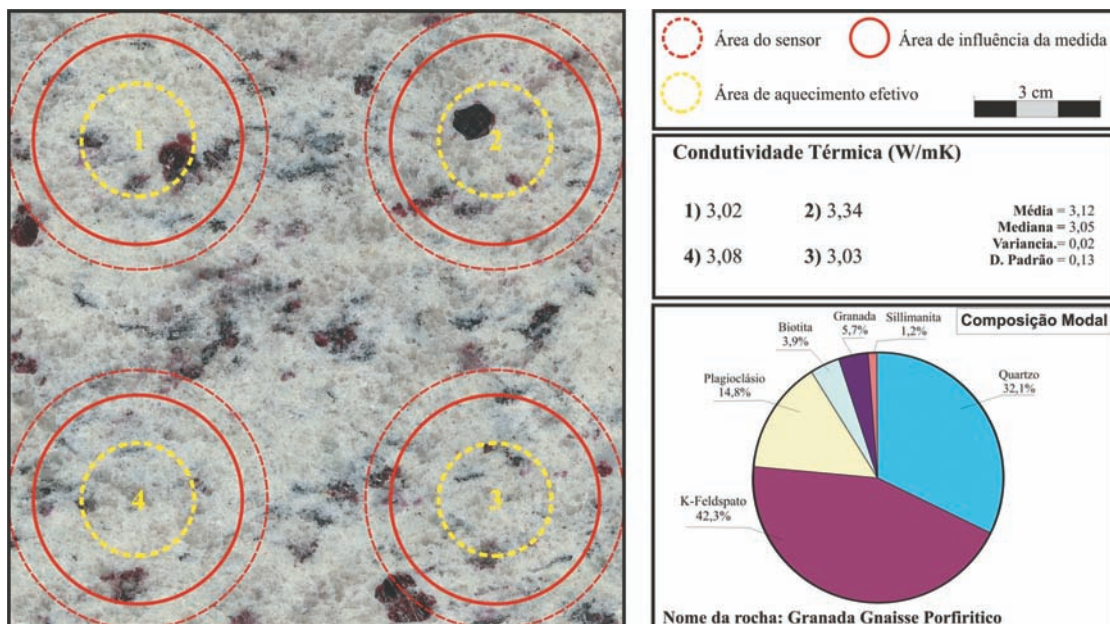 1
2
4
3
Área do sensor
Área de influência da medida
Área de aquecimento efetivo
3 cm
Condutividade Térmica (W/mK)
1) 3,02
2) 3,34
4) 3,08
3) 3,03
Média = 3,12
Mediana = 3,05
Variancia.= 0,02
D. Padrão = 0,13
Composição Modal
Granada
5,7%
Sillimanita
1,2%
Biotita
3,9%
Plagioclásio
14,8%
Quartzo
32,1%
K-Feldspato
42,3%
Nome da rocha: Granada Gnaisse Porfiritico